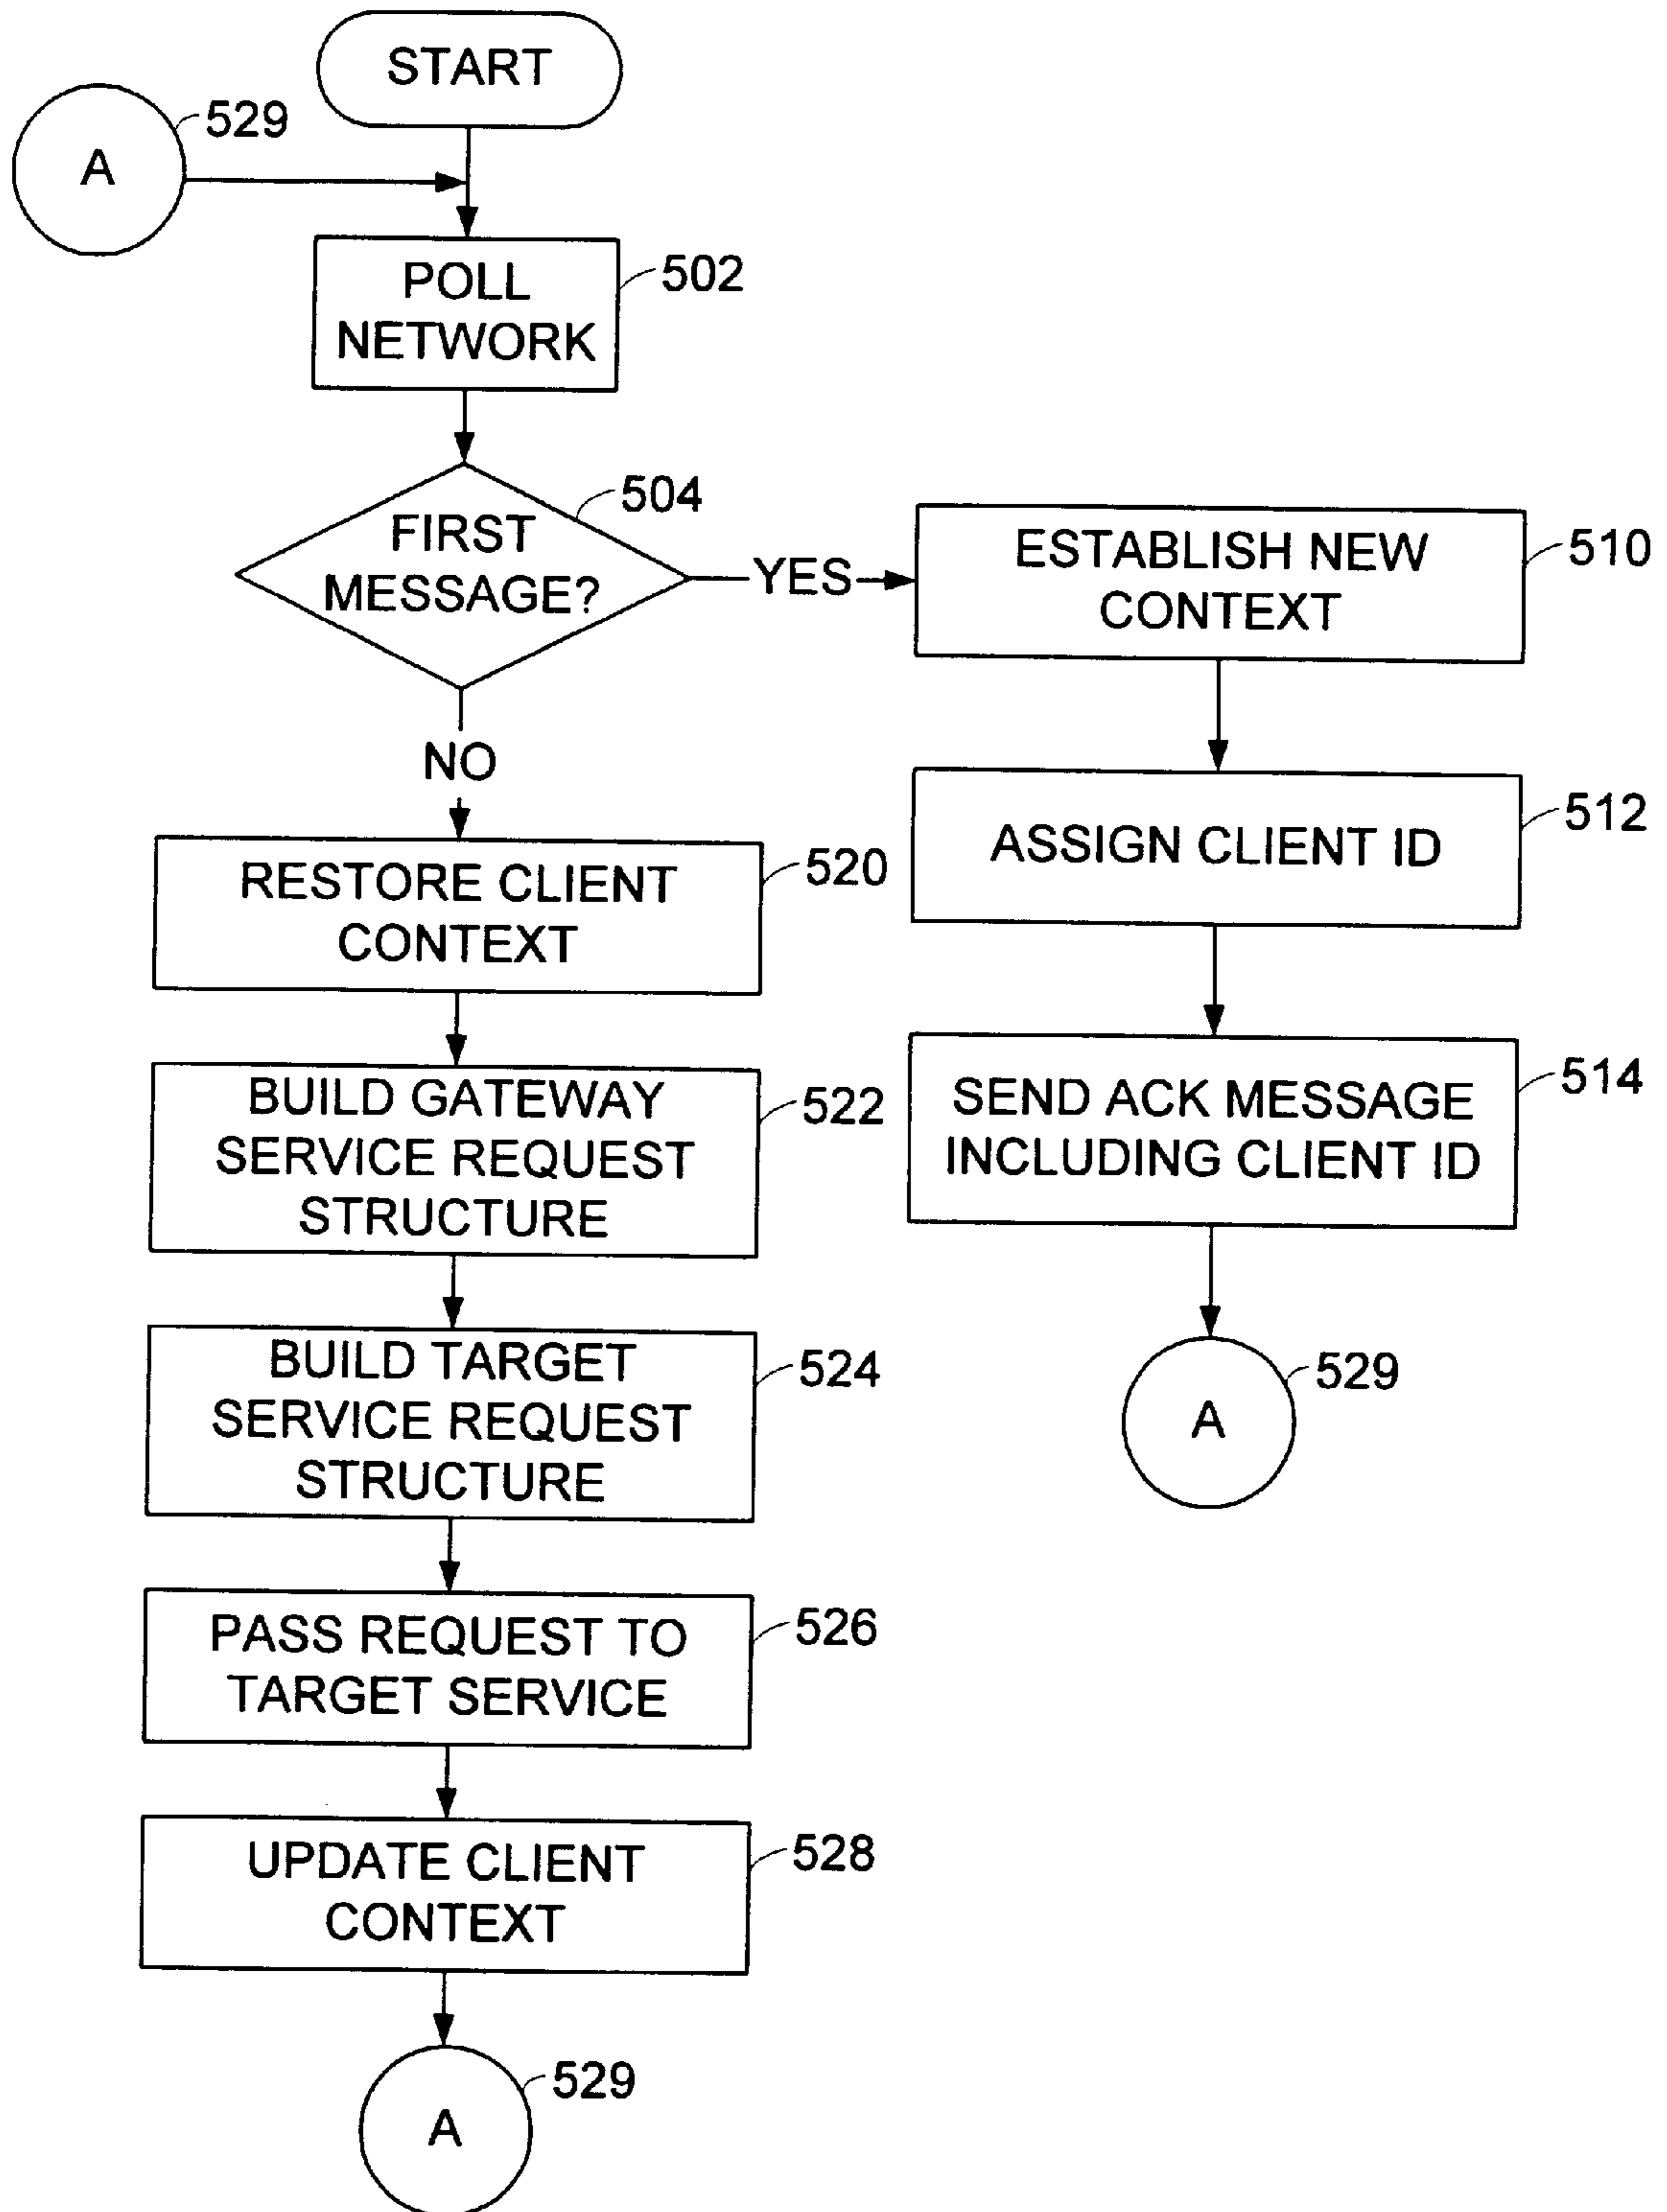 START
A
529
POLL
NETWORK
502
FIRST
MESSAGE?
504
YES
ESTABLISH NEW
CONTEXT
510
NO
ASSIGN CLIENT ID
512
RESTORE CLIENT
CONTEXT
520
SEND ACK MESSAGE
INCLUDING CLIENT ID
514
BUILD GATEWAY
SERVICE REQUEST
STRUCTURE
522
BUILD TARGET
SERVICE REQUEST
STRUCTURE
524
A
529
PASS REQUEST TO
TARGET SERVICE
526
UPDATE CLIENT
CONTEXT
528
A
529